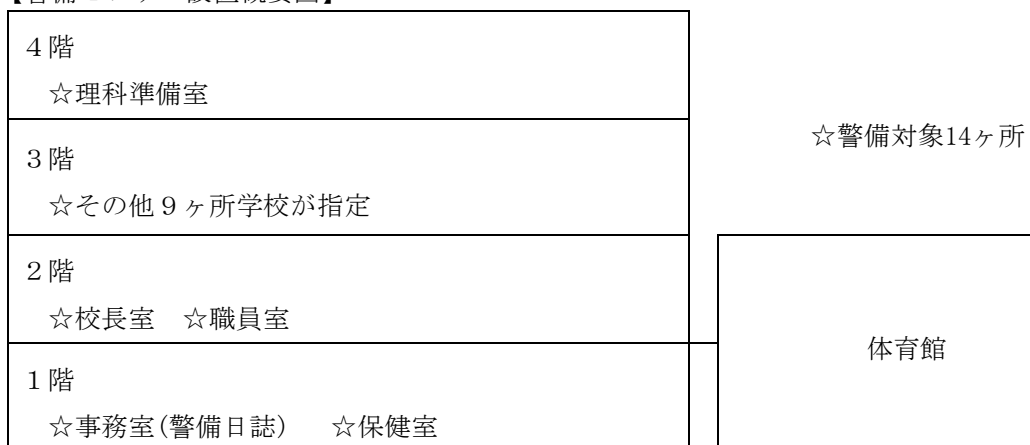 ４階
☆理科準備室
☆警備対象14ヶ所
３階
☆その他９ヶ所学校が指定
２階
☆校長室　☆職員室
体育館
１階
☆事務室(警備日誌)　☆保健室